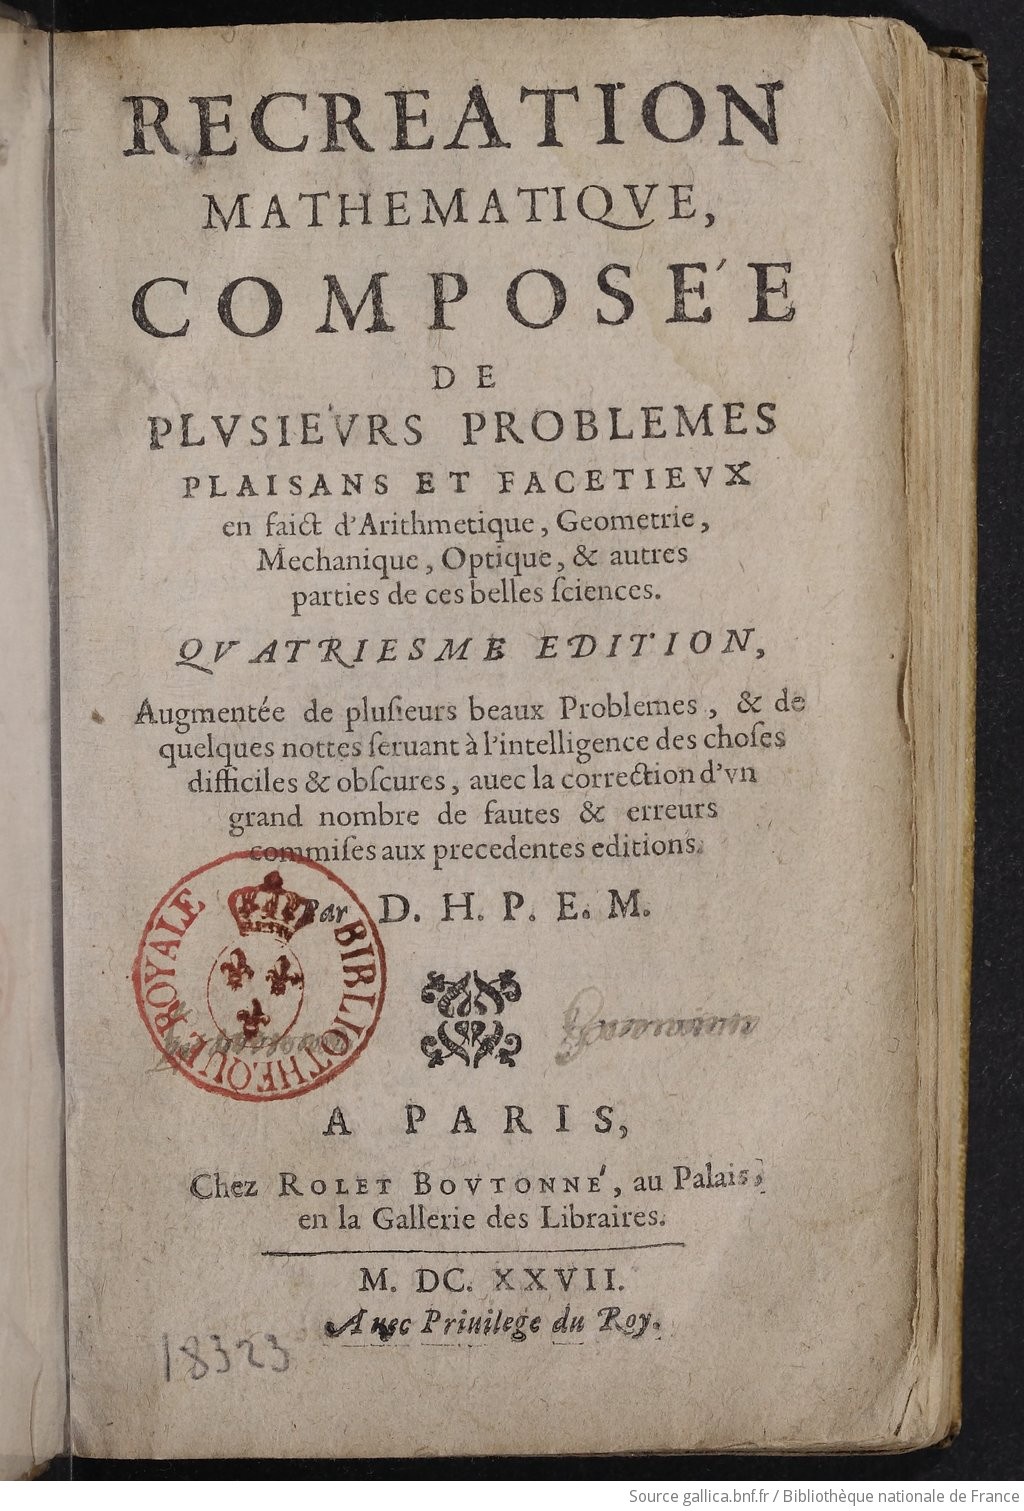 RECREATION
MATHEMATIQVE,
COMPOSÉE
DE
PLVSIEVRS PROBLEMES
PLAISANS ET FACETIEVX
en faict d'Arithmetique, Geometrie,
Mechanique, Optique, & autres
parties de ces belles ſciences.
QVATRIESME EDITION,
Augmentée de pluſieurs beaux Problemes, & de
quelques nottes ſeruant à l'intelligence des choſes
difficiles & obſcures, auec la correction d'vn
grand nombre de fautes & erreurs
commiſes aux precedentes editions.
Par D. H. P. E. M.
BIBLIOTHEQUE ROYALE
A PARIS,
Chez ROLET BOVTONNÉ, au Palais,
en la Gallerie des Libraires.
M. DC. XXVII.
Auec Priuilege du Roy.
18323
Source gallica.bnf.fr / Bibliothèque nationale de France